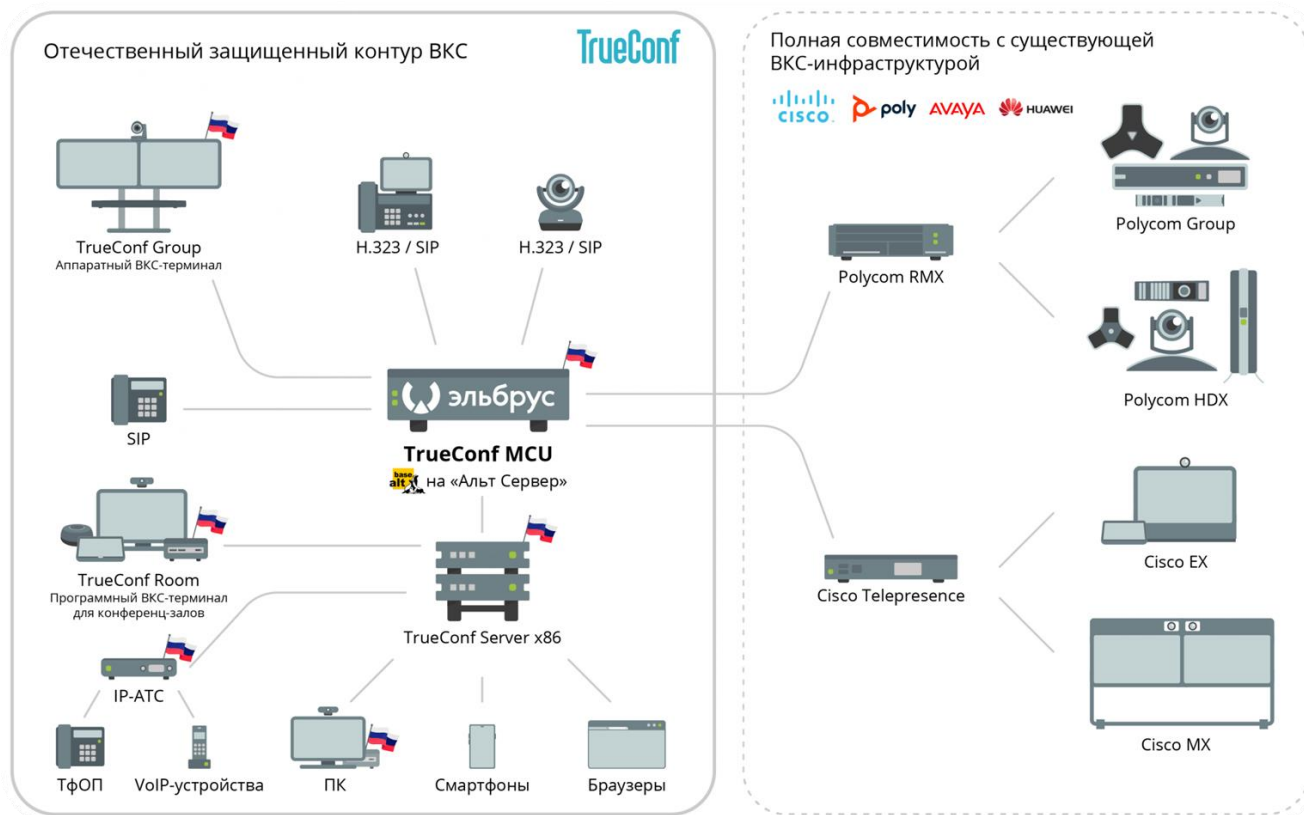 Отечественный защищенный контур ВКС
TrueConf
TrueConf Group
Аппаратный ВКС-терминал
H.323 / SIP
H.323 / SIP
SIP
эльбрус
TrueConf MCU
base
alt
на «Альт Сервер»
TrueConf Room
Программный ВКС-терминал
для конференц-залов
TrueConf Server x86
IP-АТС
ТфОП
VoIP-устройства
ПК
Смартфоны
Браузеры
Полная совместимость с существующей
ВКС-инфраструктурой
CISCO
poly
AVAYA
HUAWEI
Polycom Group
Polycom RMX
Polycom HDX
Cisco EX
Cisco Telepresence
Cisco MX